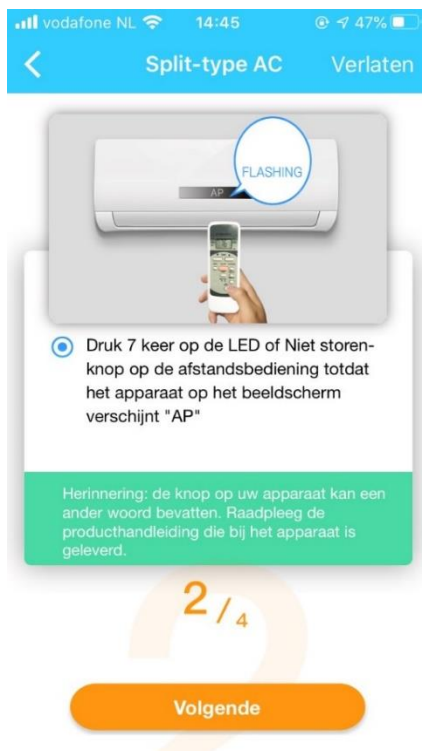 vodafone NL 14:45 47%
Split-type AC Verlaten
FLASHING
AP
Druk 7 keer op de LED of Niet storen-
knop op de afstandsbediening totdat
het apparaat op het beeldscherm
verschijnt "AP"
Herinnering: de knop op uw apparaat kan een
ander woord bevatten. Raadpleeg de
producthandleiding die bij het apparaat is
geleverd.
2/4
Volgende